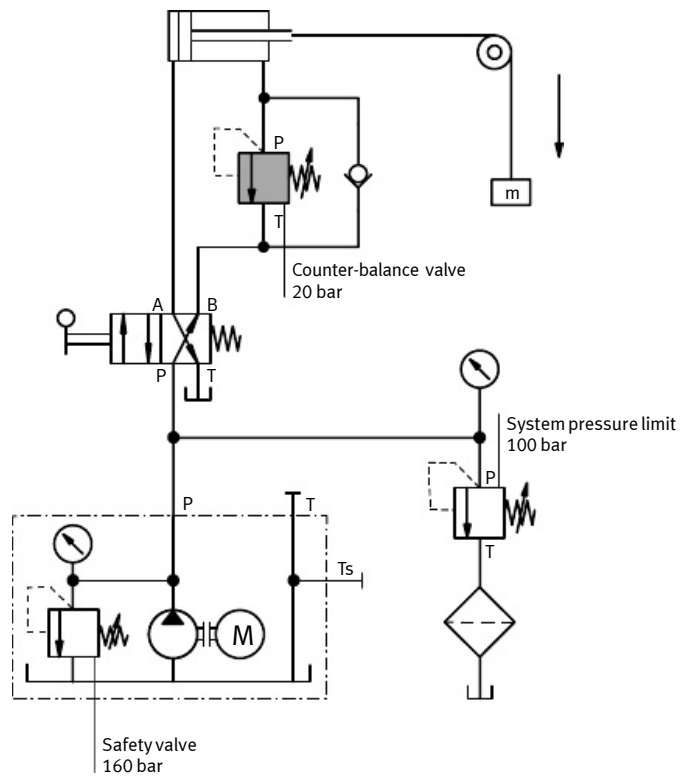 P
m
T
Counter-balance valve
20 bar
A B
P T
System pressure limit
100 bar
P
P T
T
Ts
M
Safety valve
160 bar